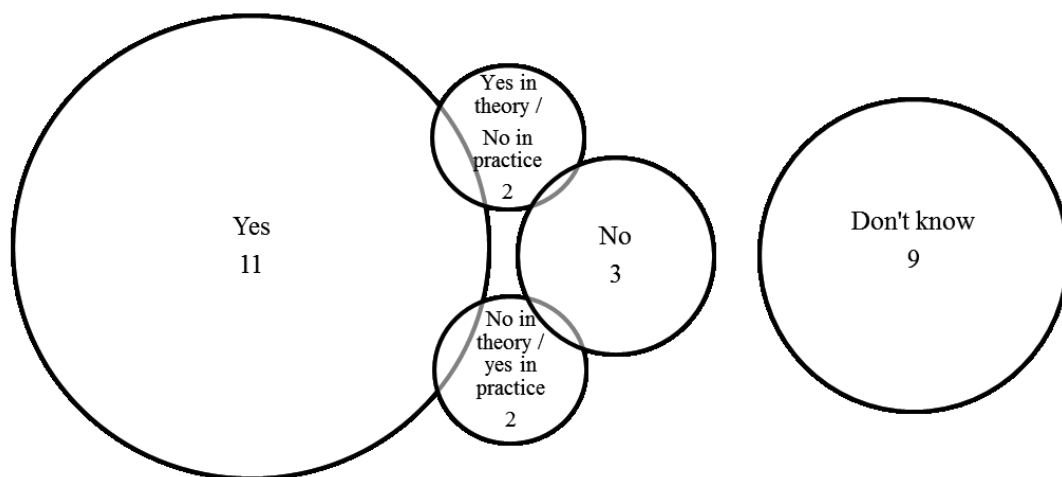 Yes
11
Yes in
theory /
No in
practice
2
No
3
No in
theory /
yes in
practice
2
Don't know
9